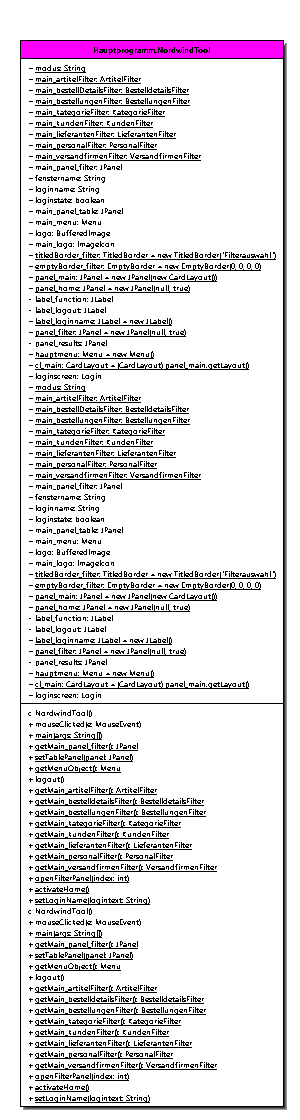 Hauptprogramm.NordwindTool
- modus: String
- main_artikelFilter: ArtikelFilter
- main_bestellDetailsFilter: BestelldetailsFilter
- main_bestellungenFilter: BestellungenFilter
- main_kategorieFilter: KategorieFilter
- main_kundenFilter: KundenFilter
- main_lieferantenFilter: LieferantenFilter
- main_personalFilter: PersonalFilter
- main_versandfirmenFilter: VersandfirmenFilter
- main_panel_filter: JPanel
- fenstername: String
- loginname: String
- loginstate: boolean
- main_panel_table: JPanel
- main_menu: Menu
- logo: BufferedImage
- main_logo: ImageIcon
- titledBorder_filter: TitledBorder = new TitledBorder("Filterauswahl")
- emptyBorder_filter: EmptyBorder = new EmptyBorder(0, 0, 0, 0)
- panel_main: JPanel = new JPanel(new CardLayout())
- panel_home: JPanel = new JPanel(null, true)
- label_function: JLabel
- label_logout: JLabel
- label_loginname: JLabel = new JLabel()
- panel_filter: JPanel = new JPanel(null, true)
- panel_results: JPanel
- hauptmenu: Menu = new Menu()
- cl_main: CardLayout = (CardLayout) panel_main.getLayout()
- loginscreen: Login
- modus: String
- main_artikelFilter: ArtikelFilter
- main_bestellDetailsFilter: BestelldetailsFilter
- main_bestellungenFilter: BestellungenFilter
- main_kategorieFilter: KategorieFilter
- main_kundenFilter: KundenFilter
- main_lieferantenFilter: LieferantenFilter
- main_personalFilter: PersonalFilter
- main_versandfirmenFilter: VersandfirmenFilter
- main_panel_filter: JPanel
- fenstername: String
- loginname: String
- loginstate: boolean
- main_panel_table: JPanel
- main_menu: Menu
- logo: BufferedImage
- main_logo: ImageIcon
- titledBorder_filter: TitledBorder = new TitledBorder("Filterauswahl")
- emptyBorder_filter: EmptyBorder = new EmptyBorder(0, 0, 0, 0)
- panel_main: JPanel = new JPanel(new CardLayout())
- panel_home: JPanel = new JPanel(null, true)
- label_function: JLabel
- label_logout: JLabel
- label_loginname: JLabel = new JLabel()
- panel_filter: JPanel = new JPanel(null, true)
- panel_results: JPanel
- hauptmenu: Menu = new Menu()
- cl_main: CardLayout = (CardLayout) panel_main.getLayout()
- loginscreen: Login
c NordwindTool()
+ mouseClicked(e: MouseEvent)
+ main(args: String[])
+ getMain_panel_filter(): JPanel
+ setTablePanel(panel: JPanel)
+ getMenuObject(): Menu
+ logout()
+ getMain_artikelFilter(): ArtikelFilter
+ getMain_bestelldetailsFilter(): BestelldetailsFilter
+ getMain_bestellungenFilter(): BestellungenFilter
+ getMain_kategorieFilter(): KategorieFilter
+ getMain_kundenFilter(): KundenFilter
+ getMain_lieferantenFilter(): LieferantenFilter
+ getMain_personalFilter(): PersonalFilter
+ getMain_versandfirmenFilter(): VersandfirmenFilter
+ openFilterPanel(index: int)
+ activateHome()
+ setLoginName(logintext: String)
c NordwindTool()
+ mouseClicked(e: MouseEvent)
+ main(args: String[])
+ getMain_panel_filter(): JPanel
+ setTablePanel(panel: JPanel)
+ getMenuObject(): Menu
+ logout()
+ getMain_artikelFilter(): ArtikelFilter
+ getMain_bestelldetailsFilter(): BestelldetailsFilter
+ getMain_bestellungenFilter(): BestellungenFilter
+ getMain_kategorieFilter(): KategorieFilter
+ getMain_kundenFilter(): KundenFilter
+ getMain_lieferantenFilter(): LieferantenFilter
+ getMain_personalFilter(): PersonalFilter
+ getMain_versandfirmenFilter(): VersandfirmenFilter
+ openFilterPanel(index: int)
+ activateHome()
+ setLoginName(logintext: String)